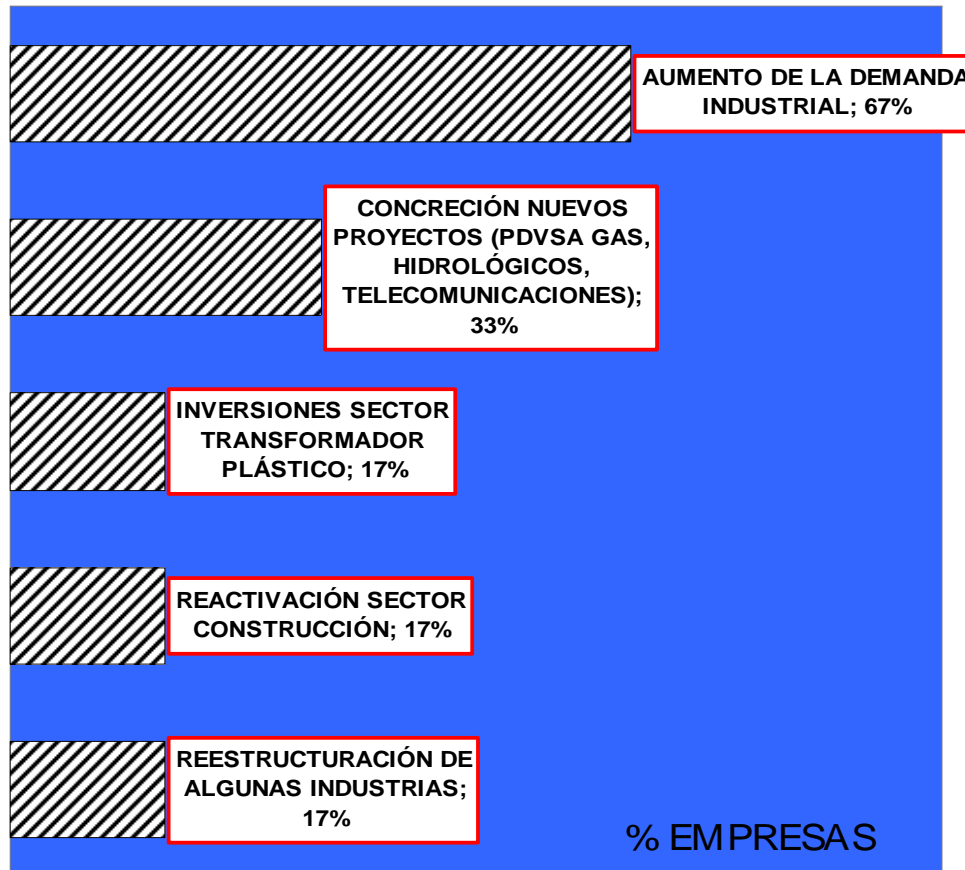 AUMENTO DE LA DEMANDA
INDUSTRIAL; 67%
CONCRECIÓN NUEVOS
PROYECTOS (PDVSA GAS,
HIDROLÓGICOS,
TELECOMUNICACIONES);
33%
INVERSIONES SECTOR
TRANSFORMADOR
PLÁSTICO; 17%
REACTIVACIÓN SECTOR
CONSTRUCCIÓN; 17%
REESTRUCTURACIÓN DE
ALGUNAS INDUSTRIAS;
17%
% EMPRESAS